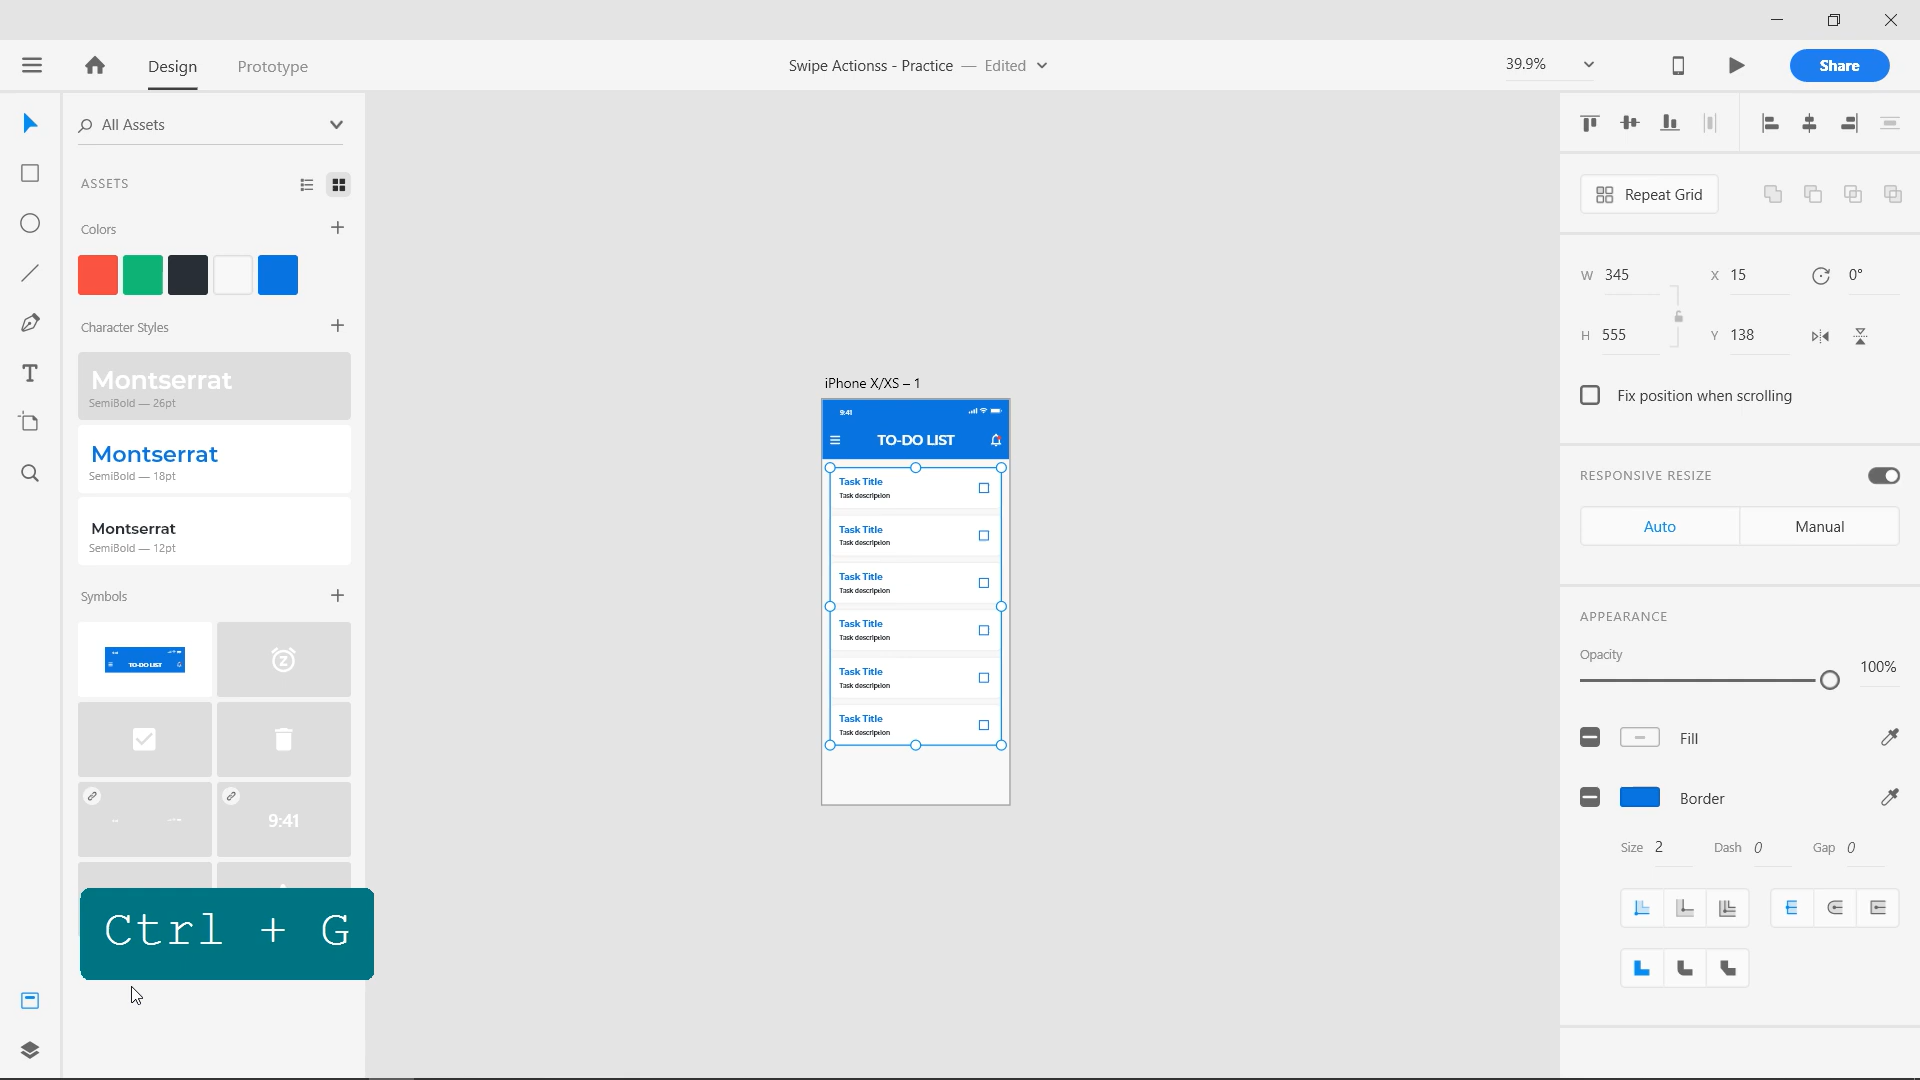 Design
Prototype
Swipe Actionss - Practice — Edited
39.9%
Share
All Assets
ASSETS
Colors
Character Styles
Montserrat
SemiBold — 26pt
Montserrat
SemiBold — 18pt
Montserrat
SemiBold — 12pt
Symbols
TO-DO LIST
9:41
Ctrl + G
iPhone X/XS – 1
9:41
TO-DO LIST
Task Title
Task description
Task Title
Task description
Task Title
Task description
Task Title
Task description
Task Title
Task description
Task Title
Task description
Repeat Grid
W 345
X 15
0°
H 555
Y 138
Fix position when scrolling
RESPONSIVE RESIZE
Auto
Manual
APPEARANCE
Opacity
100%
Fill
Border
Size 2
Dash 0
Gap 0